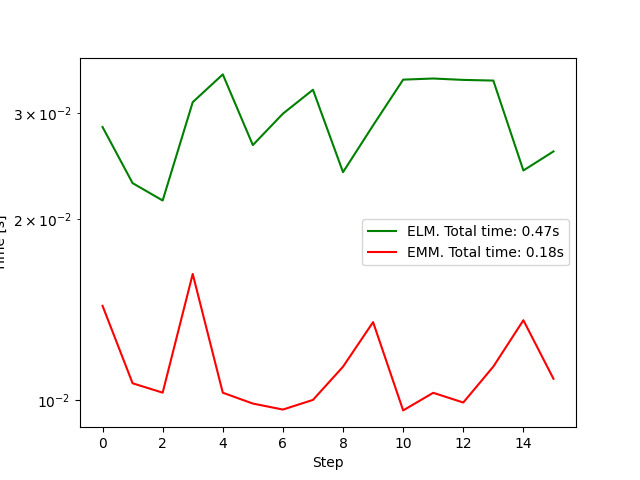 3 × 10⁻²
2 × 10⁻²
10⁻²
Time [s]
ELM. Total time: 0.47s
EMM. Total time: 0.18s
0 2 4 6 8 10 12 14
Step